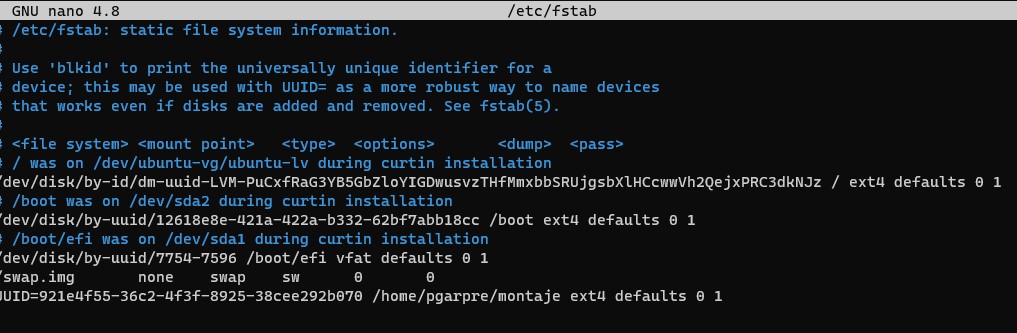 GNU nano 4.8 /etc/fstab
# /etc/fstab: static file system information.
#
# Use 'blkid' to print the universally unique identifier for a
# device; this may be used with UUID= as a more robust way to name devices
# that works even if disks are added and removed. See fstab(5).
#
# <file system> <mount point>   <type>  <options>       <dump>  <pass>
# / was on /dev/ubuntu-vg/ubuntu-lv during curtin installation
/dev/disk/by-id/dm-uuid-LVM-PuCxfRaG3YB5GbZloYIGDwusvzTHfMmxbbSRUjgsbXlHCcwwVh2QejxPRC3dkNJz / ext4 defaults 0 1
# /boot was on /dev/sda2 during curtin installation
/dev/disk/by-uuid/12618e8e-421a-422a-b332-62bf7abb18cc /boot ext4 defaults 0 1
# /boot/efi was on /dev/sda1 during curtin installation
/dev/disk/by-uuid/7754-7596 /boot/efi vfat defaults 0 1
/swap.img       none    swap    sw      0       0
UUID=921e4f55-36c2-4f3f-8925-38cee292b070 /home/pgarpre/montaje ext4 defaults 0 1